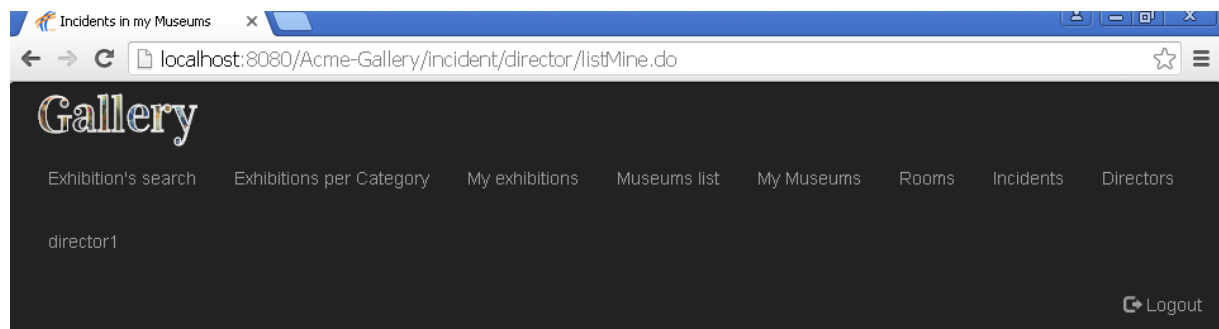 Incidents in my Museums
localhost:8080/Acme-Gallery/incident/director/listMine.do
Gallery
Exhibition's search Exhibitions per Category My exhibitions Museums list My Museums Rooms Incidents Directors
director1
Logout